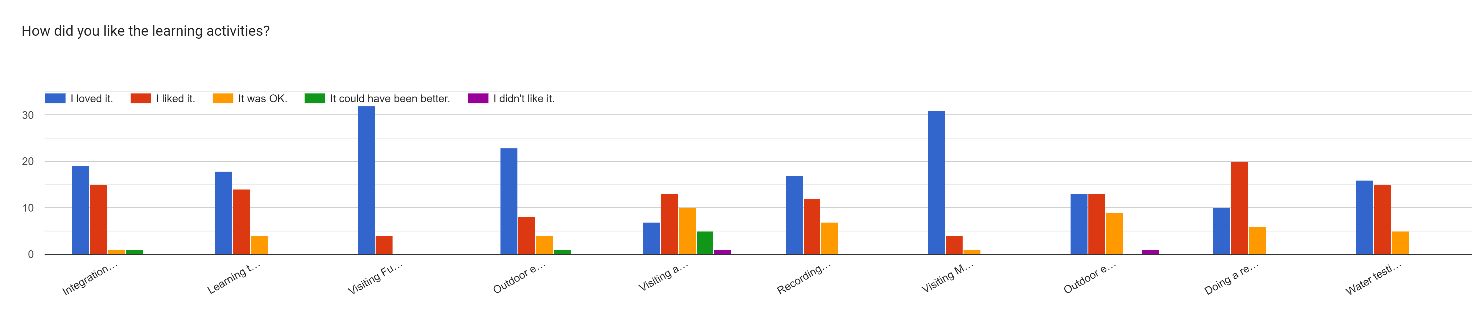 How did you like the learning activities?
I loved it. I liked it. It was OK. It could have been better. I didn't like it.
30
20
10
0
Integration… Learning t… Visiting Fu… Outdoor e… Visiting a… Recording… Visiting M… Outdoor e… Doing a re… Water testi…